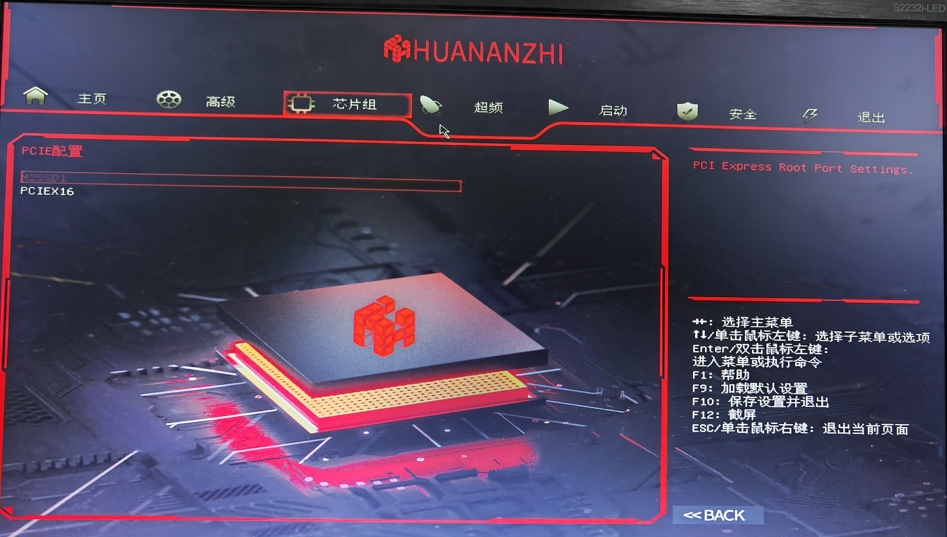 S2232i-LED
HUANANZHI
主页 高级 芯片组 超频 启动 安全 退出
PCIE配置
M2SSD1
PCIEX16
PCI Express Root Port Settings.
→←: 选择主菜单
↑↓/单击鼠标左键: 选择子菜单或选项
Enter/双击鼠标左键:
进入菜单或执行命令
F1: 帮助
F9: 加载默认设置
F10: 保存设置并退出
F12: 截屏
ESC/单击鼠标右键: 退出当前页面
<<BACK